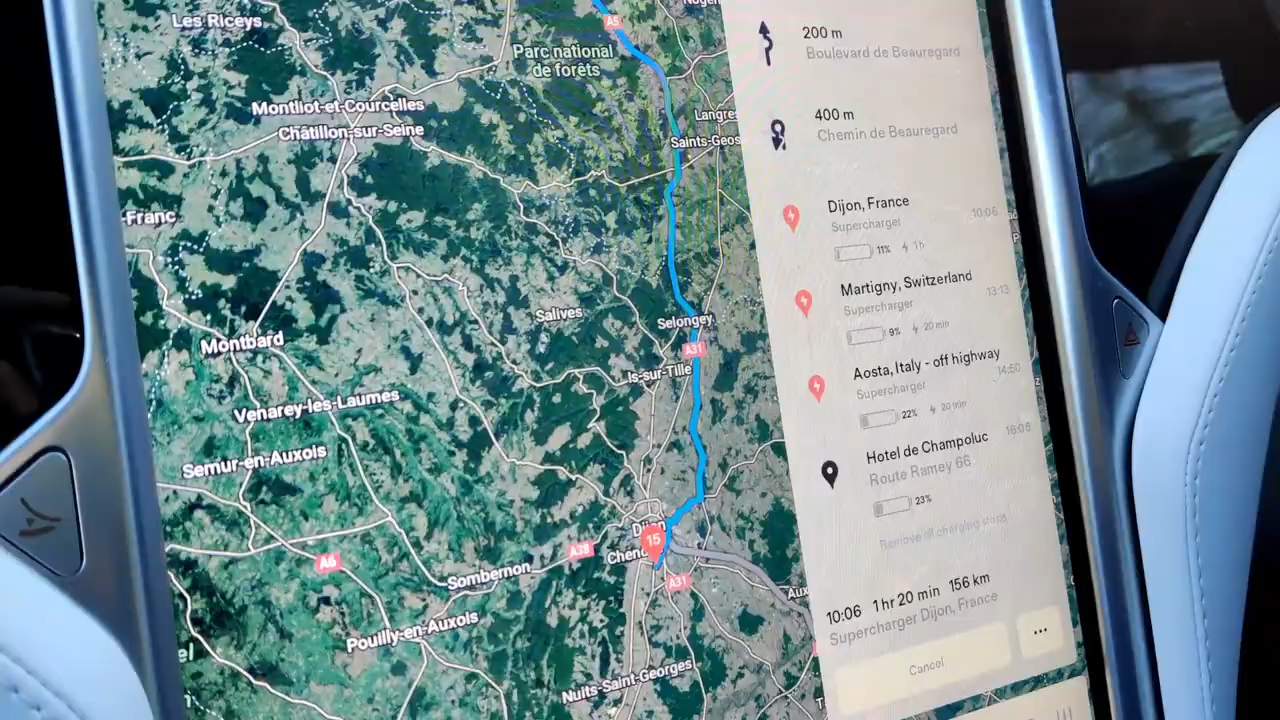 Les Riceys
A5
Parc national
de forêts
Montliot-et-Courcelles
Châtillon-sur-Seine
Langres
Saints-Geos
-Franc
Salives
Selongey
A31
Montbard
Is-sur-Tille
Venarey-les-Laumes
Semur-en-Auxois
Dijon
15
Cheno
A38
A6
Sombernon
A31
Aux
Pouilly-en-Auxois
el
Nuits-Saint-Georges
200 m
Boulevard de Beauregard
400 m
Chemin de Beauregard
Dijon, France
10:06
Supercharger
11% 1 h
Martigny, Switzerland
13:13
Supercharger
9% 20 min
Aosta, Italy - off highway
14:50
Supercharger
22% 20 min
Hotel de Champoluc
16:06
Route Ramey 66
23%
Remove all charging stops
10:06 1 hr 20 min 156 km
Supercharger Dijon, France
Cancel
...